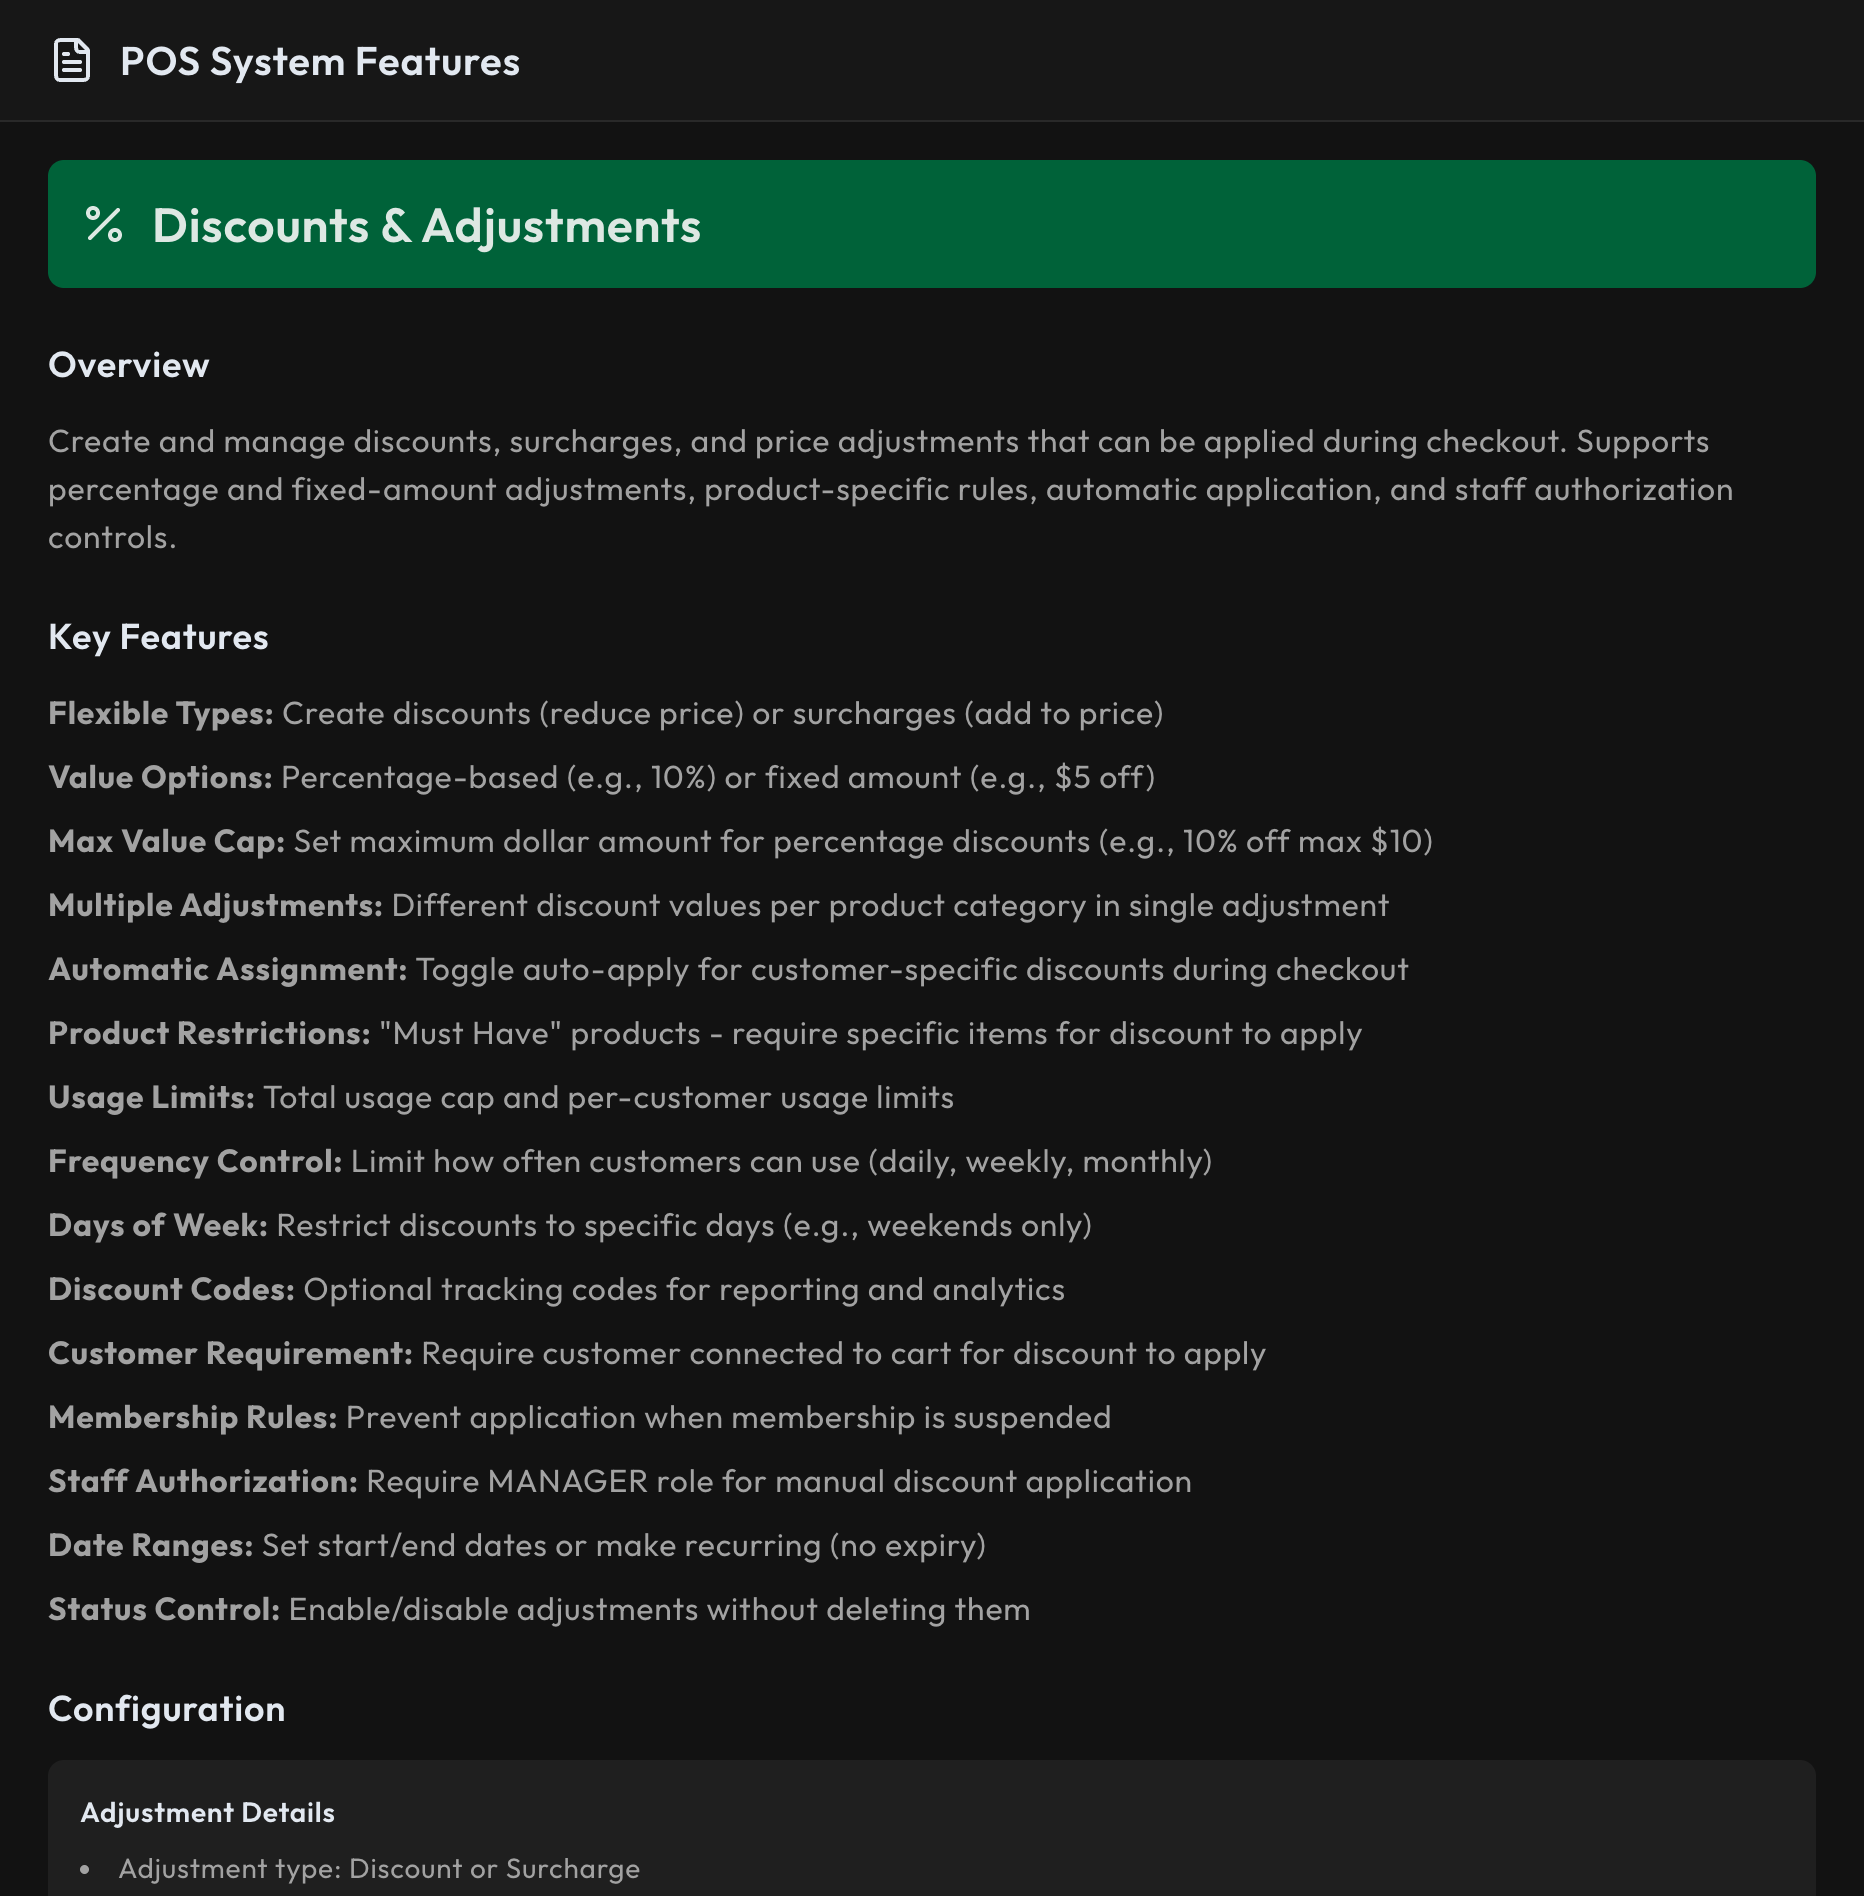 POS System Features
Discounts & Adjustments
Overview
Create and manage discounts, surcharges, and price adjustments that can be applied during checkout. Supports
percentage and fixed-amount adjustments, product-specific rules, automatic application, and staff authorization
controls.
Key Features
Flexible Types: Create discounts (reduce price) or surcharges (add to price)
Value Options: Percentage-based (e.g., 10%) or fixed amount (e.g., $5 off)
Max Value Cap: Set maximum dollar amount for percentage discounts (e.g., 10% off max $10)
Multiple Adjustments: Different discount values per product category in single adjustment
Automatic Assignment: Toggle auto-apply for customer-specific discounts during checkout
Product Restrictions: "Must Have" products - require specific items for discount to apply
Usage Limits: Total usage cap and per-customer usage limits
Frequency Control: Limit how often customers can use (daily, weekly, monthly)
Days of Week: Restrict discounts to specific days (e.g., weekends only)
Discount Codes: Optional tracking codes for reporting and analytics
Customer Requirement: Require customer connected to cart for discount to apply
Membership Rules: Prevent application when membership is suspended
Staff Authorization: Require MANAGER role for manual discount application
Date Ranges: Set start/end dates or make recurring (no expiry)
Status Control: Enable/disable adjustments without deleting them
Configuration
Adjustment Details
• Adjustment type: Discount or Surcharge